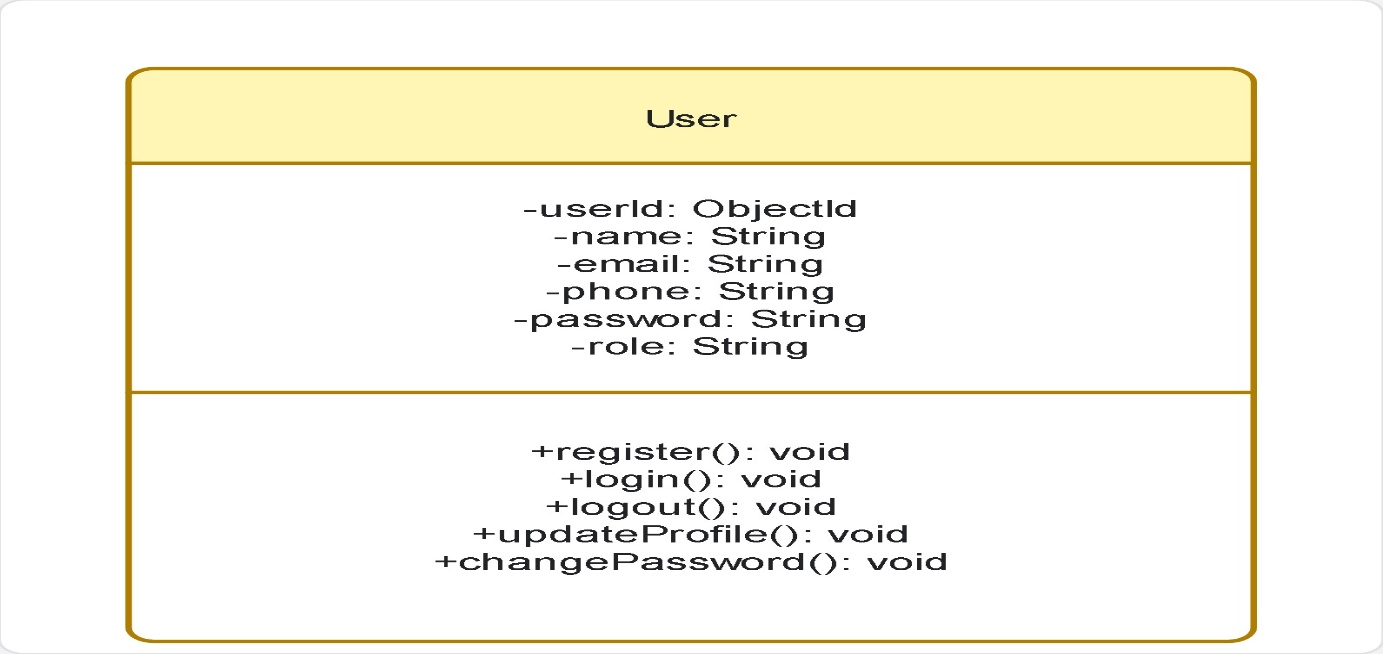 User
-userId: ObjectId
-name: String
-email: String
-phone: String
-password: String
-role: String
+register(): void
+login(): void
+logout(): void
+updateProfile(): void
+changePassword(): void